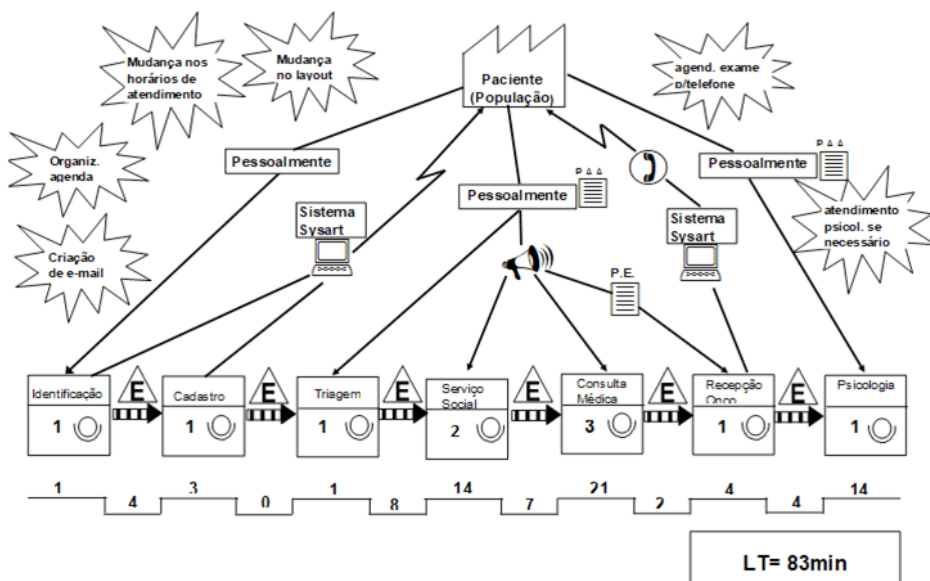 Mudança nos
horários de
atendimento
Mudança
no layout
Paciente
(População)
agend. exame
p/telefone
Organiz.
agenda
Pessoalmente
Pessoalmente
Pessoalmente
Sistema
Sysart
Sistema
Sysart
atendimento
psicol. se
necessário
Criação
de e-mail
P.E.
E
E
E
E
E
E
Identificação
Cadastro
Triagem
Serviço
Social
Consulta
Médica
Recepção
Onco
Psicologia
1
1
1
2
3
1
1
1
3
1
14
21
4
14
4
0
8
7
2
4
LT= 83min